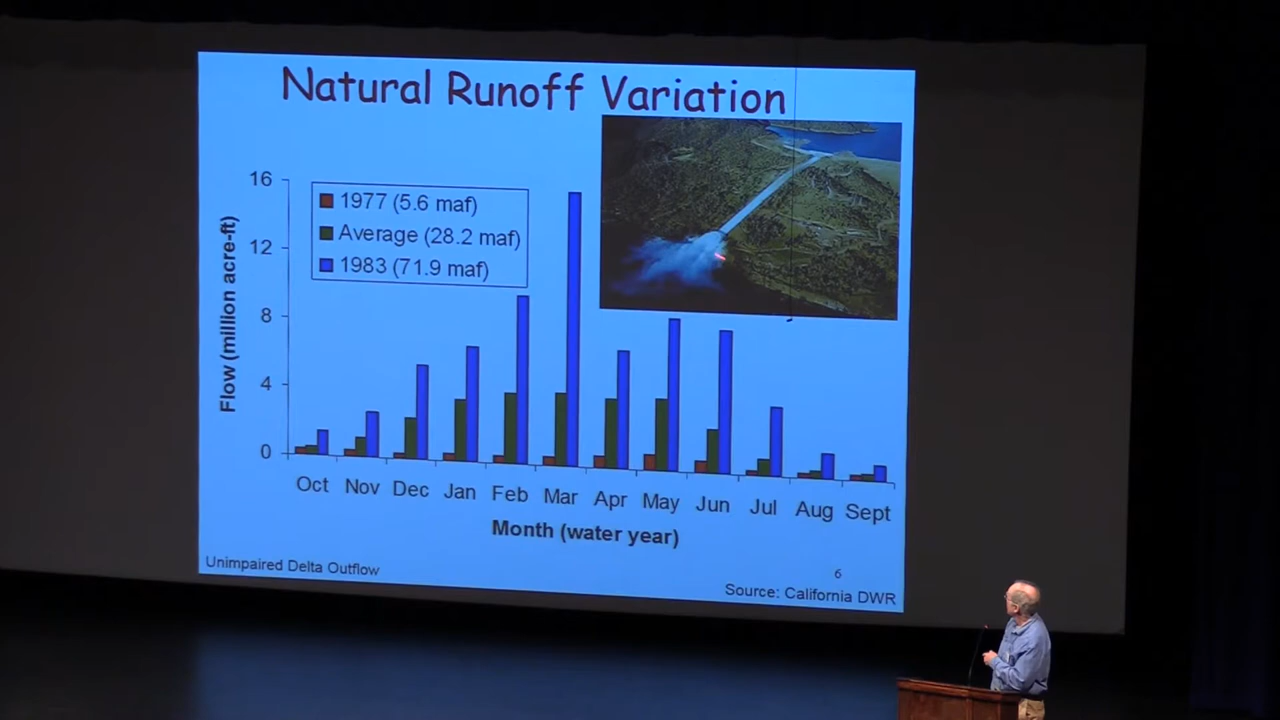 Natural Runoff Variation
16
12
8
4
0
Flow (million acre-ft)
1977 (5.6 maf)
Average (28.2 maf)
1983 (71.9 maf)
Oct Nov Dec Jan Feb Mar Apr May Jun Jul Aug Sept
Month (water year)
Unimpaired Delta Outflow
6
Source: California DWR